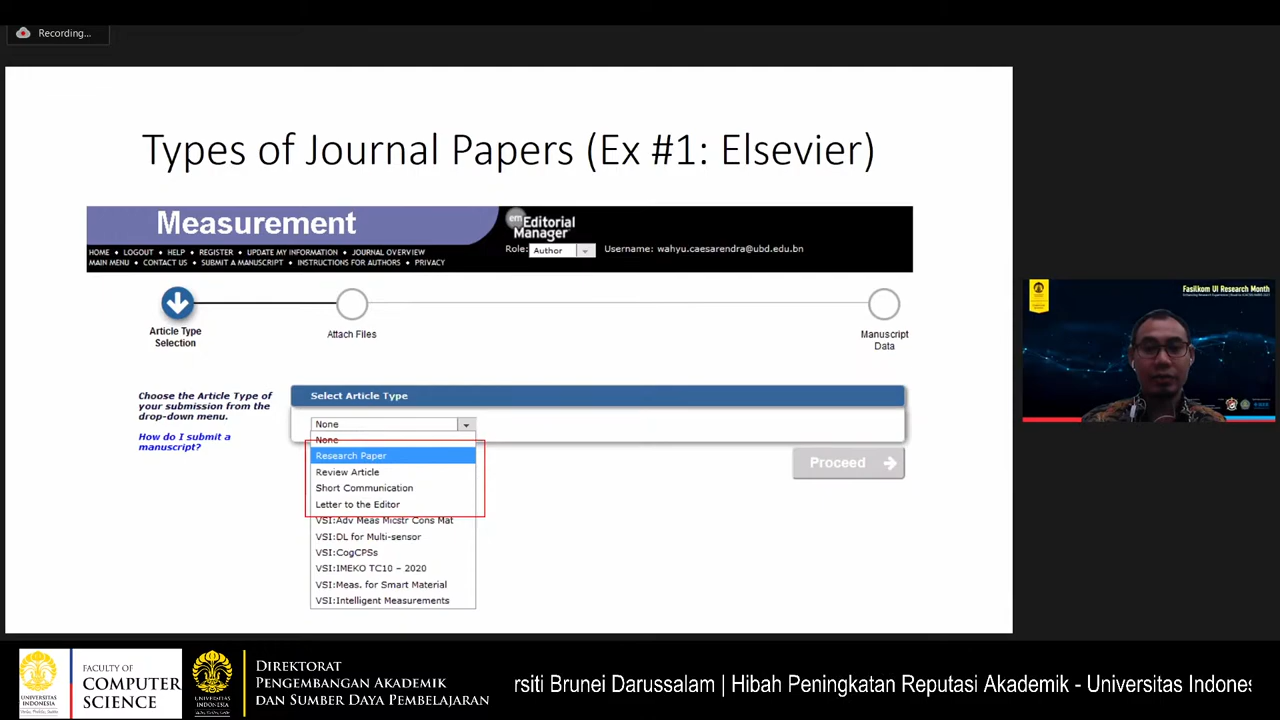 Recording...
Types of Journal Papers (Ex #1: Elsevier)
Measurement
em Editorial
Manager
Role: Author Username: wahyu.caesarendra@ubd.edu.bn
HOME • LOGOUT • HELP • REGISTER • UPDATE MY INFORMATION • JOURNAL OVERVIEW
MAIN MENU • CONTACT US • SUBMIT A MANUSCRIPT • INSTRUCTIONS FOR AUTHORS • PRIVACY
Article Type
Selection
Attach Files
Manuscript
Data
Choose the Article Type of
your submission from the
drop-down menu.
How do I submit a
manuscript?
Select Article Type
None
None
Research Paper
Review Article
Short Communication
Letter to the Editor
VSI:Adv Meas Micstr Cons Mat
VSI:DL for Multi-sensor
VSI:CogCPSs
VSI:IMEKO TC10 – 2020
VSI:Meas. for Smart Material
VSI:Intelligent Measurements
Proceed
Fasilkom UI Research Month
FACULTY OF
COMPUTER
SCIENCE
UNIVERSITAS
INDONESIA
DIREKTORAT
PENGEMBANGAN AKADEMIK
DAN SUMBER DAYA PEMBELAJARAN
UNIVERSITAS
INDONESIA
rsiti Brunei Darussalam | Hibah Peningkatan Reputasi Akademik - Universitas Indones